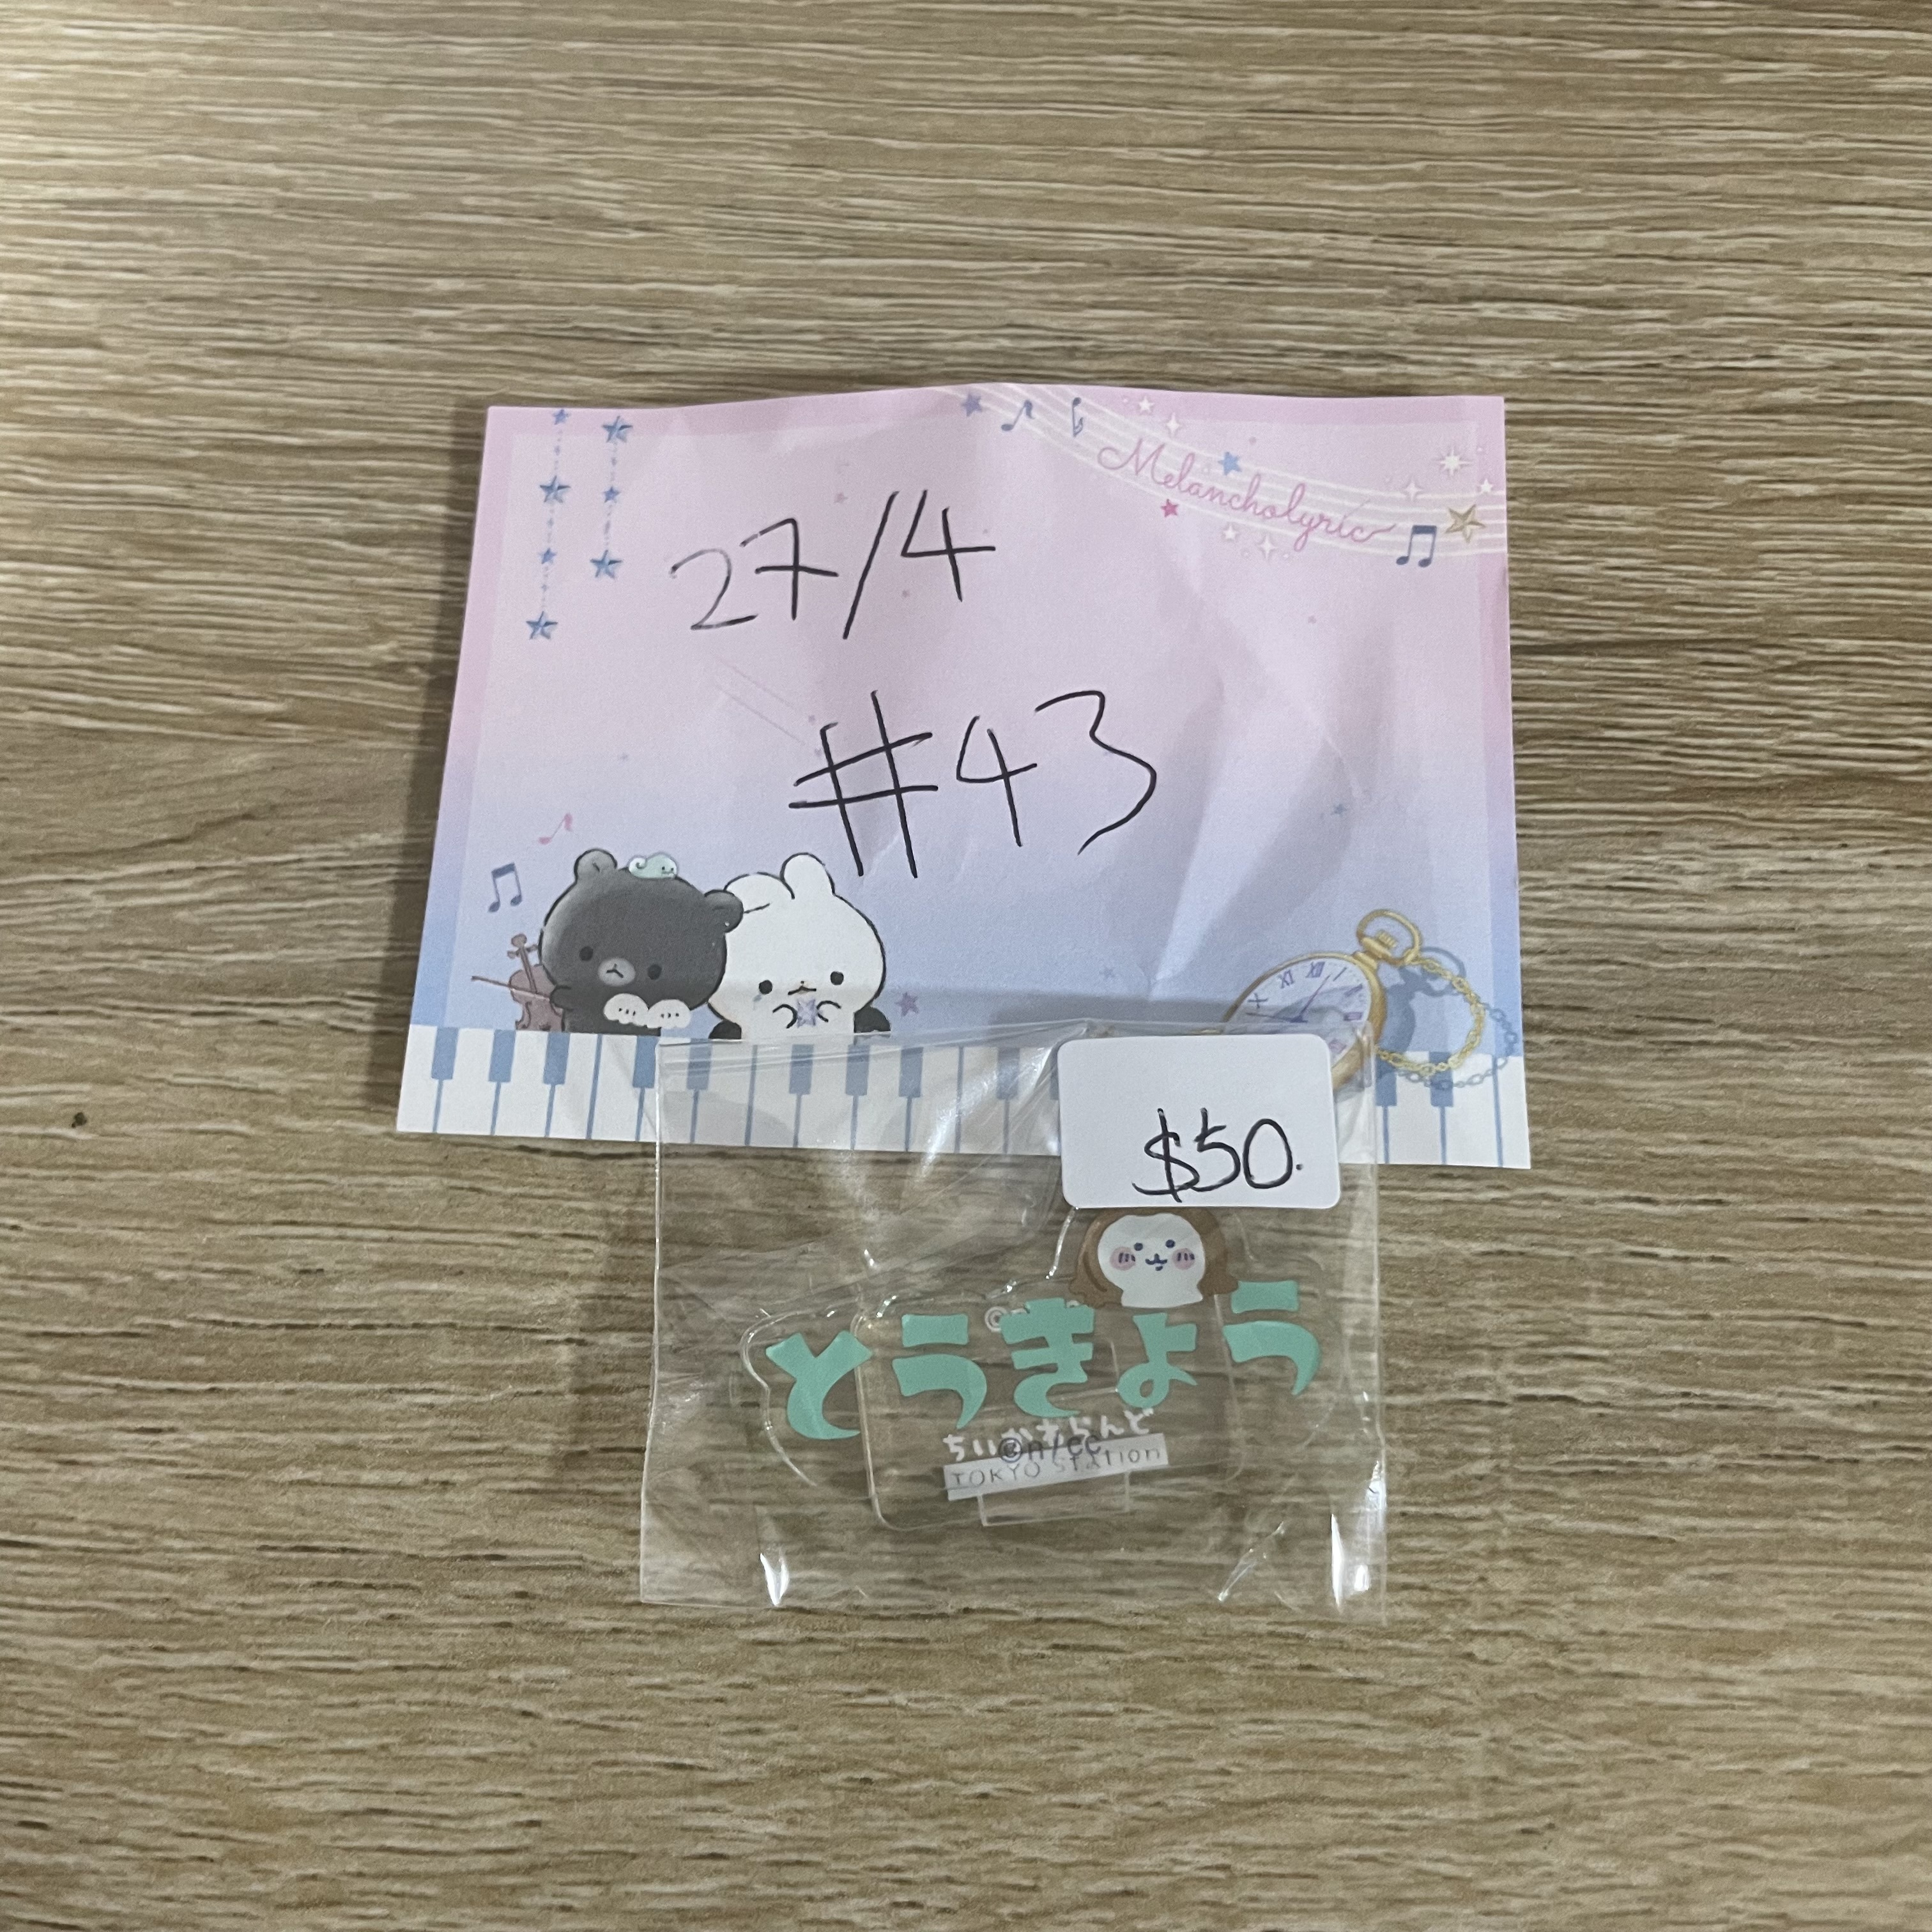 Melancholyric
27/4
#43
$50.
とうきょう
ちいかわらんど
©n/cc
TOKYO Station